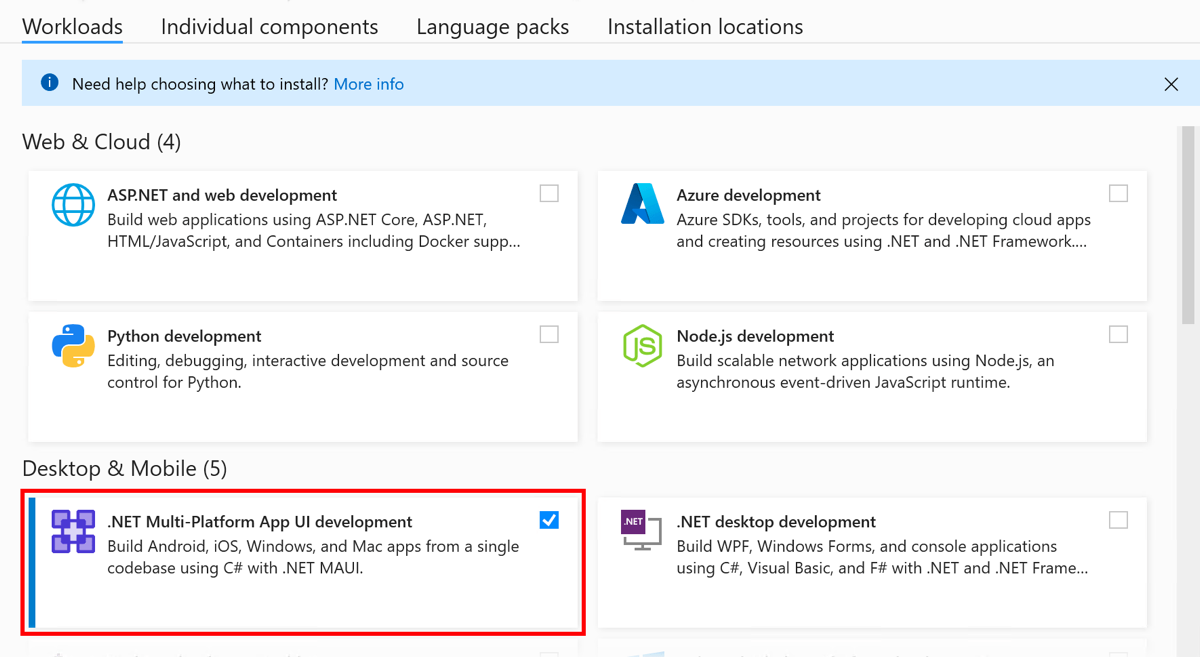 Workloads Individual components Language packs Installation locations
Need help choosing what to install? More info
Web & Cloud (4)
ASP.NET and web development
Build web applications using ASP.NET Core, ASP.NET,
HTML/JavaScript, and Containers including Docker supp...
Azure development
Azure SDKs, tools, and projects for developing cloud apps
and creating resources using .NET and .NET Framework....
Python development
Editing, debugging, interactive development and source
control for Python.
JS
Node.js development
Build scalable network applications using Node.js, an
asynchronous event-driven JavaScript runtime.
Desktop & Mobile (5)
.NET Multi-Platform App UI development
Build Android, iOS, Windows, and Mac apps from a single
codebase using C# with .NET MAUI.
.NET
.NET desktop development
Build WPF, Windows Forms, and console applications
using C#, Visual Basic, and F# with .NET and .NET Frame...